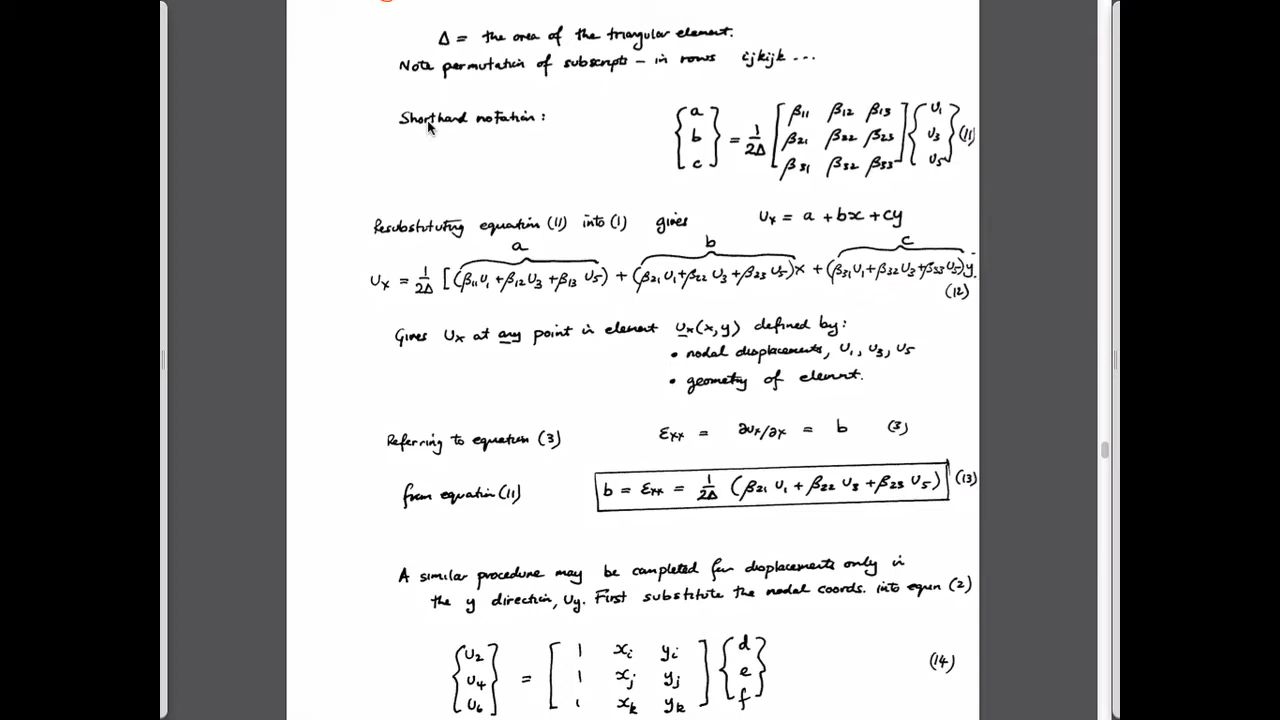 Δ = the area of the triangular element.
Note permutation of subscripts – in rows ijkijk ...
Shorthand notation: {a b c} = 1/2Δ [β11 β12 β13; β21 β22 β23; β31 β32 β33] {U1 U3 U5} (11)
Resubstituting equation (11) into (1) gives Ux = a + bx + cy
a b c
Ux = 1/2Δ [(β11U1 + β12U3 + β13U5) + (β21U1 + β22U3 + β23U5)x + (β31U1 + β32U3 + β33U5)y]
(12)
Gives Ux at any point in element Ux(x,y) defined by:
• nodal displacements, U1, U3, U5
• geometry of element.
Referring to equation (3) εxx = ∂ux/∂x = b (3)
from equation (11) b = εxx = 1/2Δ (β21 U1 + β22 U3 + β23 U5) (13)
A similar procedure may be completed for displacements only in
the y direction, Uy. First substitute the nodal coords. into eqn (2)
{U2 U4 U6} = [1 xi yi; 1 xj yj; 1 xk yk] {d e f} (14)